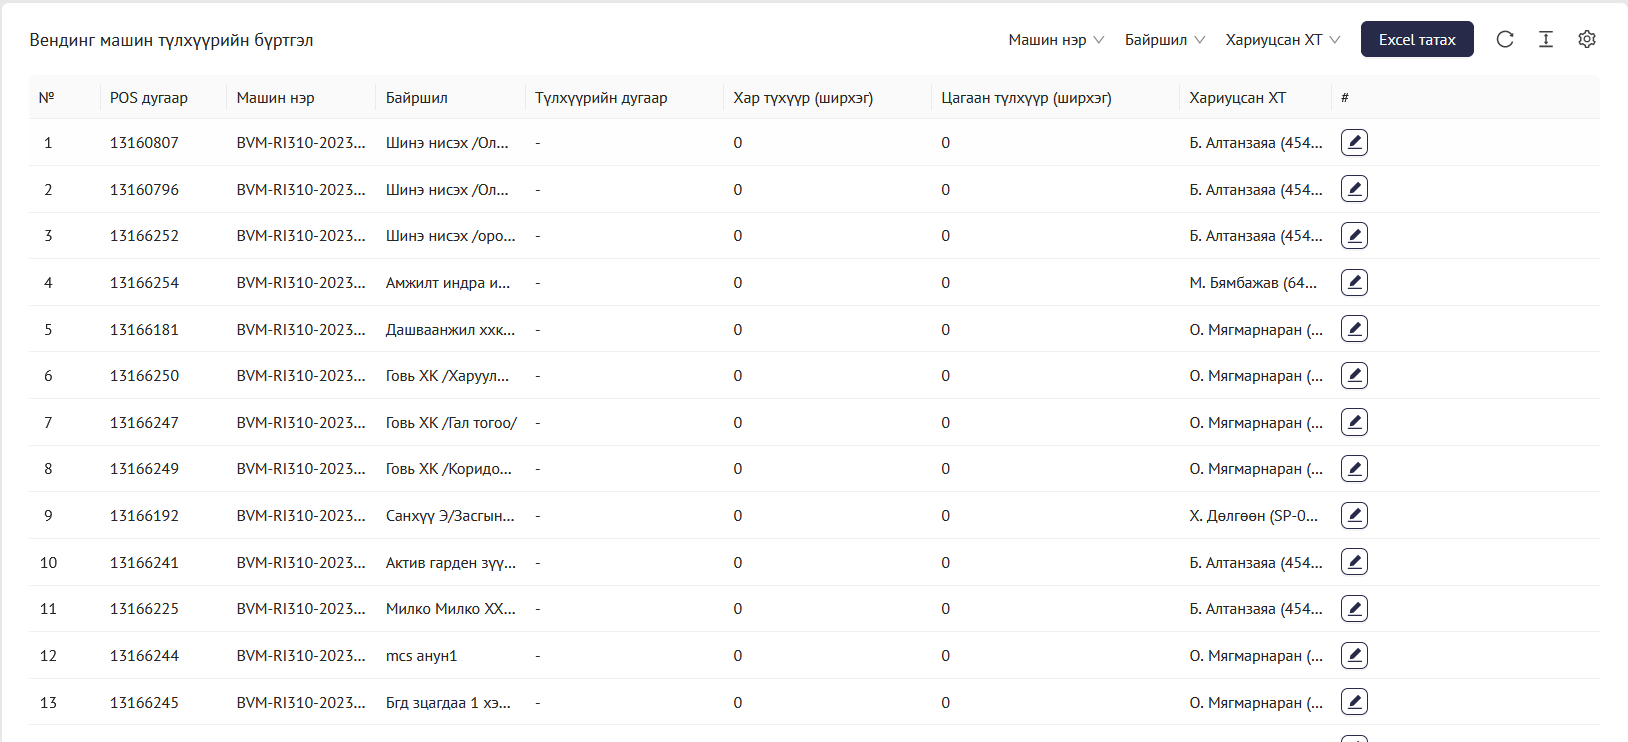 Вендинг машин түлхүүрийн бүртгэл Машин нэр Байршил Хариуцсан ХТ Excel татах
№ POS дугаар Машин нэр Байршил Түлхүүрийн дугаар Хар түхүүр (ширхэг) Цагаан түлхүүр (ширхэг) Хариуцсан ХТ #
1 13160807 BVM-RI310-2023... Шинэ нисэх /Ол... - 0 0 Б. Алтанзаяа (454...
2 13160796 BVM-RI310-2023... Шинэ нисэх /Ол... - 0 0 Б. Алтанзаяа (454...
3 13166252 BVM-RI310-2023... Шинэ нисэх /оро... - 0 0 Б. Алтанзаяа (454...
4 13166254 BVM-RI310-2023... Амжилт индра и... - 0 0 М. Бямбажав (64...
5 13166181 BVM-RI310-2023... Дашваанжил ххк... - 0 0 О. Мягмарнаран (...
6 13166250 BVM-RI310-2023... Говь ХК /Харуул... - 0 0 О. Мягмарнаран (...
7 13166247 BVM-RI310-2023... Говь ХК /Гал тогоо/ - 0 0 О. Мягмарнаран (...
8 13166249 BVM-RI310-2023... Говь ХК /Коридо... - 0 0 О. Мягмарнаран (...
9 13166192 BVM-RI310-2023... Санхүү Э/Засгын... - 0 0 Х. Дөлгөөн (SP-0...
10 13166241 BVM-RI310-2023... Актив гарден зүү... - 0 0 Б. Алтанзаяа (454...
11 13166225 BVM-RI310-2023... Милко Милко ХХ... - 0 0 Б. Алтанзаяа (454...
12 13166244 BVM-RI310-2023... mcs анун1 - 0 0 О. Мягмарнаран (...
13 13166245 BVM-RI310-2023... Бгд зцагдаа 1 хэ... - 0 0 О. Мягмарнаран (...